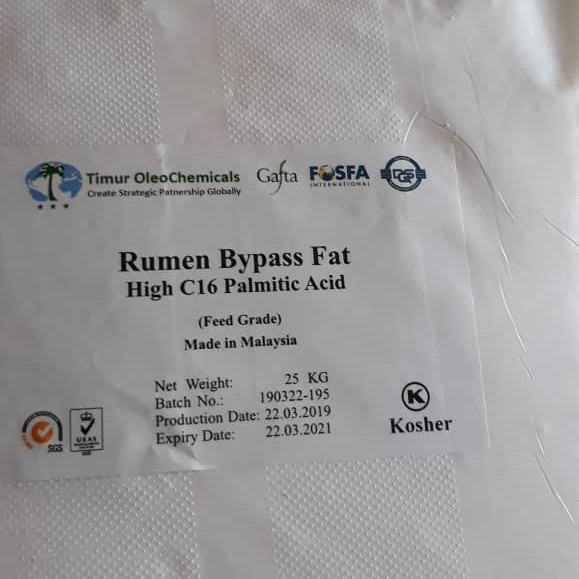 Timur OleoChemicals
Create Strategic Patnership Globally
Gafta
FOSFA
INTERNATIONAL
Rumen Bypass Fat
High C16 Palmitic Acid
(Feed Grade)
Made in Malaysia
Net Weight: 25 KG
Batch No.: 190322-195
Production Date: 22.03.2019
Expiry Date: 22.03.2021
SGS
UKAS
K
Kosher